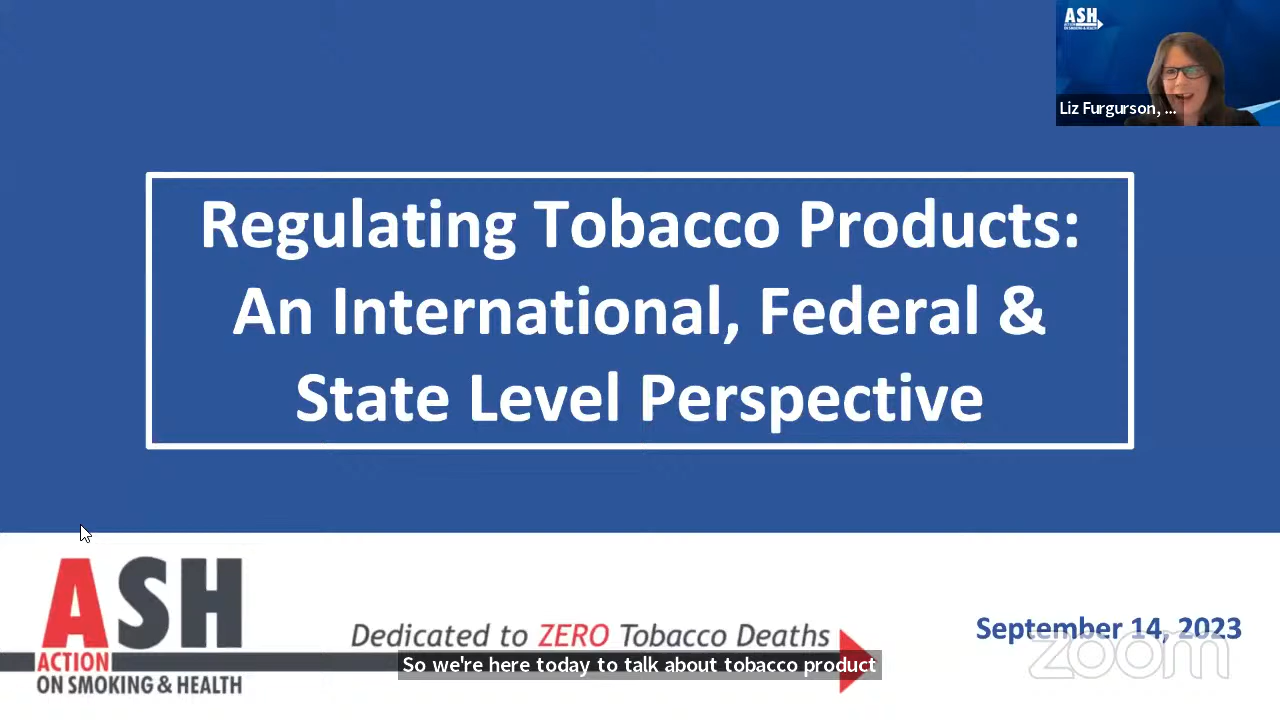 ASH
Liz Furgurson, ...
Regulating Tobacco Products:
An International, Federal &
State Level Perspective
ASH
ACTION
ON SMOKING & HEALTH
Dedicated to ZERO Tobacco Deaths
September 14, 2023
zoom
So we're here today to talk about tobacco product